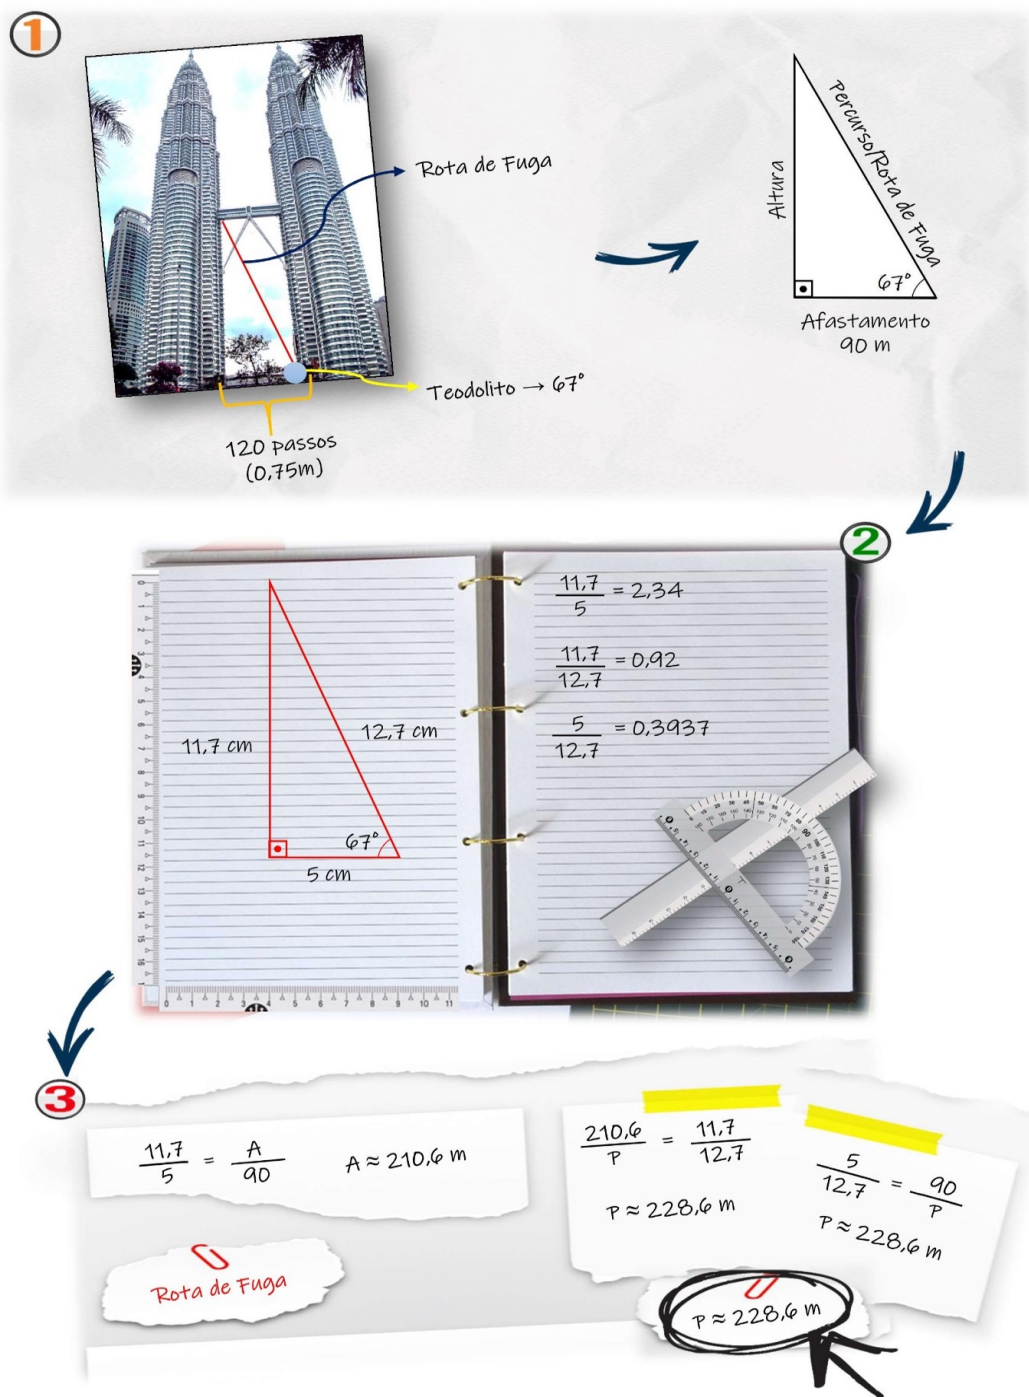 1
Rota de Fuga
Teodolito → 67°
120 passos
(0,75m)
Altura
Percurso/Rota de Fuga
67°
Afastamento
90 m
2
11,7 cm
12,7 cm
67°
5 cm
11,7/5 = 2,34
11,7/12,7 = 0,92
5/12,7 = 0,3937
3
11,7/5 = A/90
A ≈ 210,6 m
210,6/P = 11,7/12,7
P ≈ 228,6 m
5/12,7 = 90/P
P ≈ 228,6 m
Rota de Fuga
P ≈ 228,6 m